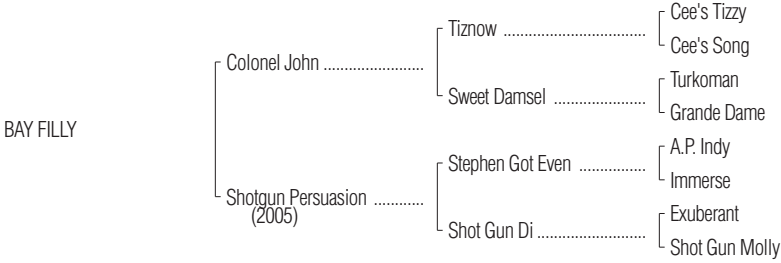 Cee's Tizzy
Tiznow ..................................
Cee's Song
Colonel John ........................
Turkoman
Sweet Damsel ......................
Grande Dame
BAY FILLY
A.P. Indy
Stephen Got Even ................
Immerse
Shotgun Persuasion ............
(2005)
Exuberant
Shot Gun Di ..........................
Shot Gun Molly